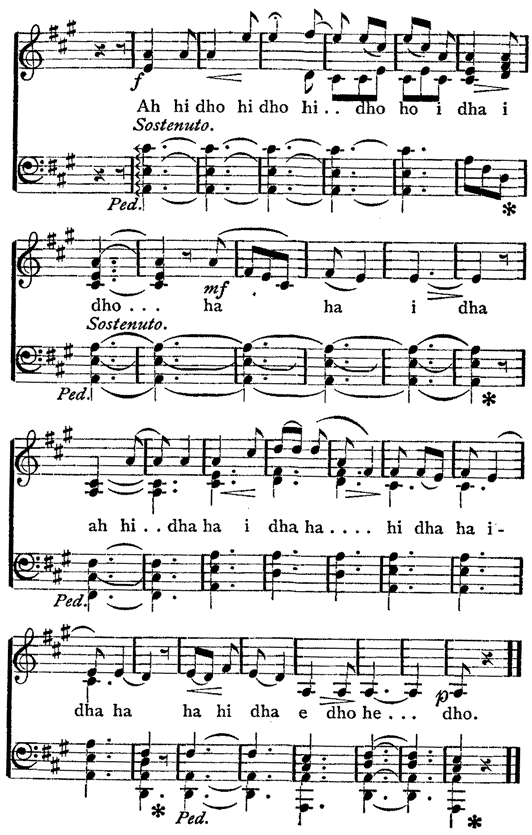 f
Ah hi dho hi dho hi . . dho ho i dha i
Sostenuto.
Ped. *
mf
dho . . . ha ha i dha
Sostenuto.
Ped. *
ah hi . . dha ha i dha ha . . . . hi dha ha i-
Ped.
p
dha ha ha hi dha e dho he . . . dho.
* Ped. *